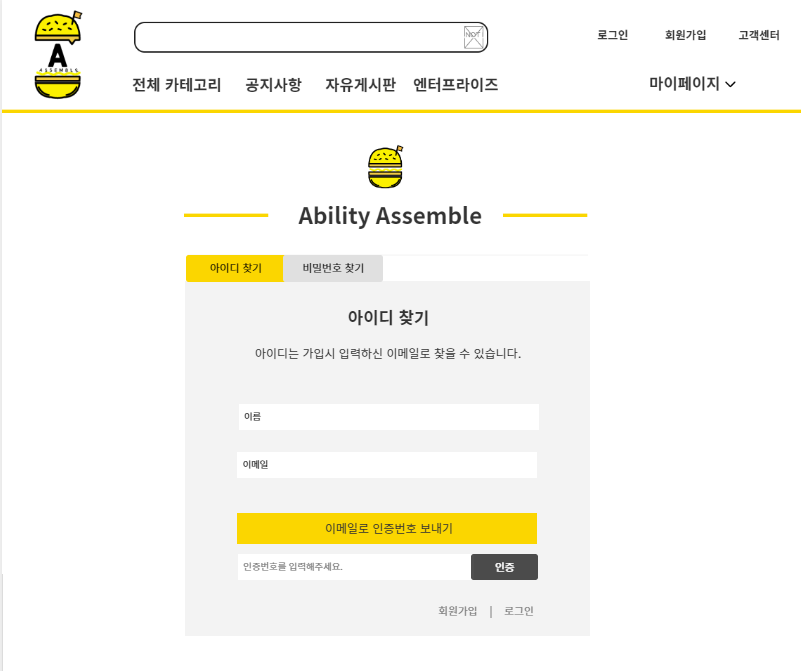 로그인 회원가입 고객센터
A
ASSEMBLE
전체 카테고리 공지사항 자유게시판 엔터프라이즈 마이페이지
Ability Assemble
아이디 찾기 비밀번호 찾기
아이디 찾기
아이디는 가입시 입력하신 이메일로 찾을 수 있습니다.
이름
이메일
이메일로 인증번호 보내기
인증번호를 입력해주세요. 인증
회원가입 | 로그인